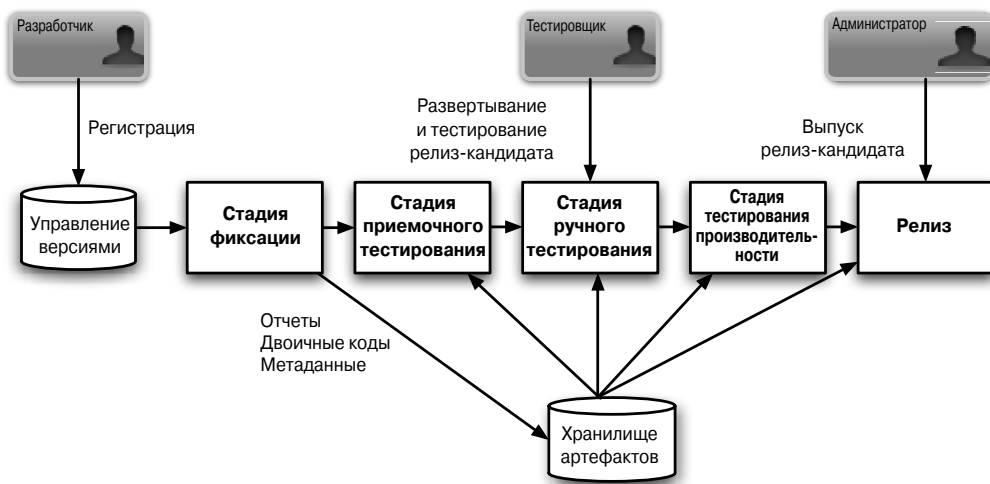 Разработчик
Тестировщик
Администратор
Регистрация
Развертывание
и тестирование
релиз-кандидата
Выпуск
релиз-кандидата
Управление
версиями
Стадия
фиксации
Стадия
приемочного
тестирования
Стадия
ручного
тестирования
Стадия
тестирования
производитель-
ности
Релиз
Отчеты
Двоичные коды
Метаданные
Хранилище
артефактов